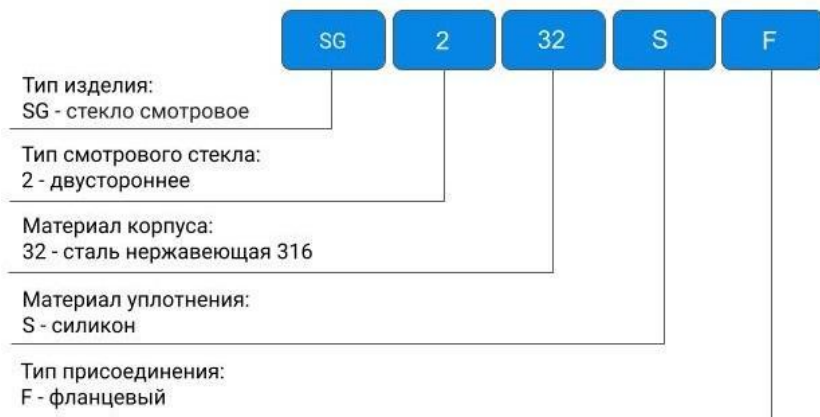 SG 2 32 S F
Тип изделия:
SG - стекло смотровое
Тип смотрового стекла:
2 - двустороннее
Материал корпуса:
32 - сталь нержавеющая 316
Материал уплотнения:
S - силикон
Тип присоединения:
F - фланцевый